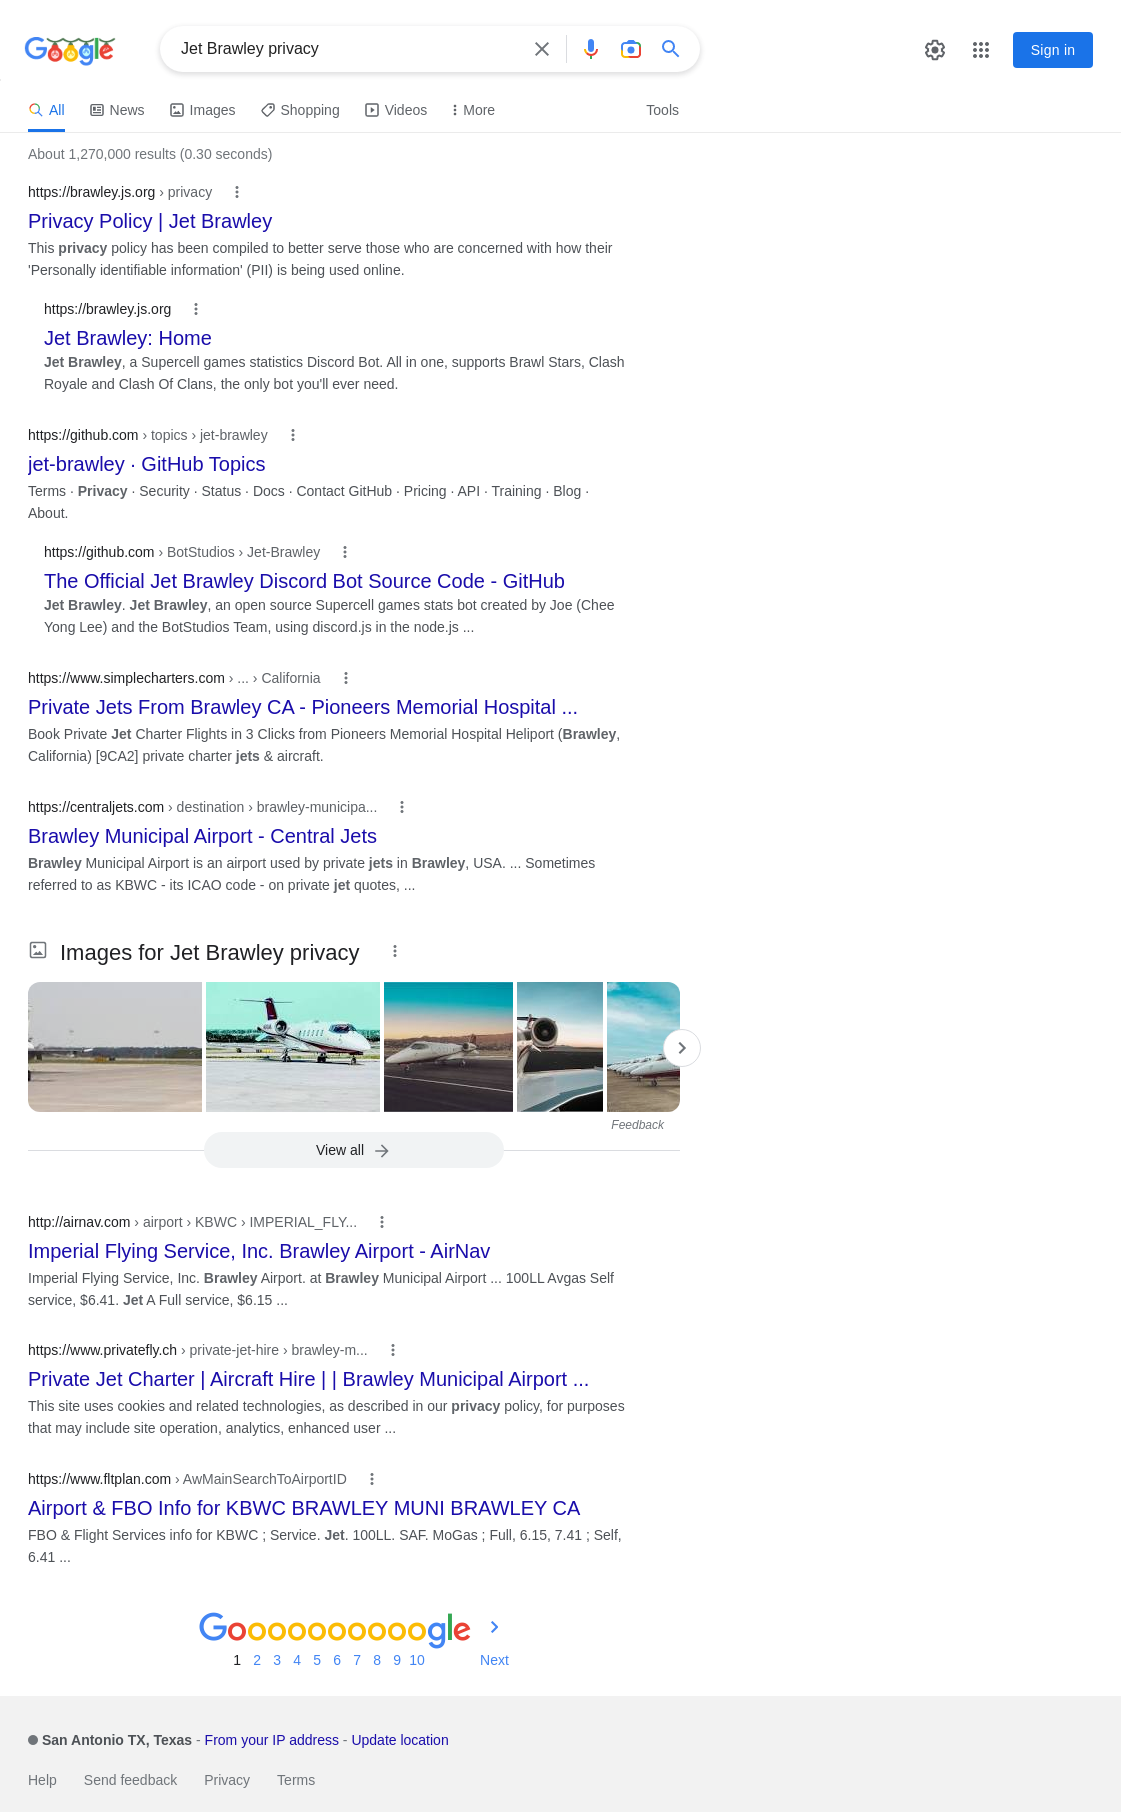 Google
Jet Brawley privacy
Sign in
All
News
Images
Shopping
Videos
More
Tools
About 1,270,000 results (0.30 seconds)
https://brawley.js.org › privacy
Privacy Policy | Jet Brawley
This privacy policy has been compiled to better serve those who are concerned with how their
'Personally identifiable information' (PII) is being used online.
https://brawley.js.org
Jet Brawley: Home
Jet Brawley, a Supercell games statistics Discord Bot. All in one, supports Brawl Stars, Clash
Royale and Clash Of Clans, the only bot you'll ever need.
https://github.com › topics › jet-brawley
jet-brawley · GitHub Topics
Terms · Privacy · Security · Status · Docs · Contact GitHub · Pricing · API · Training · Blog ·
About.
https://github.com › BotStudios › Jet-Brawley
The Official Jet Brawley Discord Bot Source Code - GitHub
Jet Brawley. Jet Brawley, an open source Supercell games stats bot created by Joe (Chee
Yong Lee) and the BotStudios Team, using discord.js in the node.js ...
https://www.simplecharters.com › ... › California
Private Jets From Brawley CA - Pioneers Memorial Hospital ...
Book Private Jet Charter Flights in 3 Clicks from Pioneers Memorial Hospital Heliport (Brawley,
California) [9CA2] private charter jets & aircraft.
https://centraljets.com › destination › brawley-municipa...
Brawley Municipal Airport - Central Jets
Brawley Municipal Airport is an airport used by private jets in Brawley, USA. ... Sometimes
referred to as KBWC - its ICAO code - on private jet quotes, ...
Images for Jet Brawley privacy
Feedback
View all
http://airnav.com › airport › KBWC › IMPERIAL_FLY...
Imperial Flying Service, Inc. Brawley Airport - AirNav
Imperial Flying Service, Inc. Brawley Airport. at Brawley Municipal Airport ... 100LL Avgas Self
service, $6.41. Jet A Full service, $6.15 ...
https://www.privatefly.ch › private-jet-hire › brawley-m...
Private Jet Charter | Aircraft Hire | | Brawley Municipal Airport ...
This site uses cookies and related technologies, as described in our privacy policy, for purposes
that may include site operation, analytics, enhanced user ...
https://www.fltplan.com › AwMainSearchToAirportID
Airport & FBO Info for KBWC BRAWLEY MUNI BRAWLEY CA
FBO & Flight Services info for KBWC ; Service. Jet. 100LL. SAF. MoGas ; Full, 6.15, 7.41 ; Self,
6.41 ...
Goooooooooogle
1 2 3 4 5 6 7 8 9 10 Next
San Antonio TX, Texas - From your IP address - Update location
Help Send feedback Privacy Terms